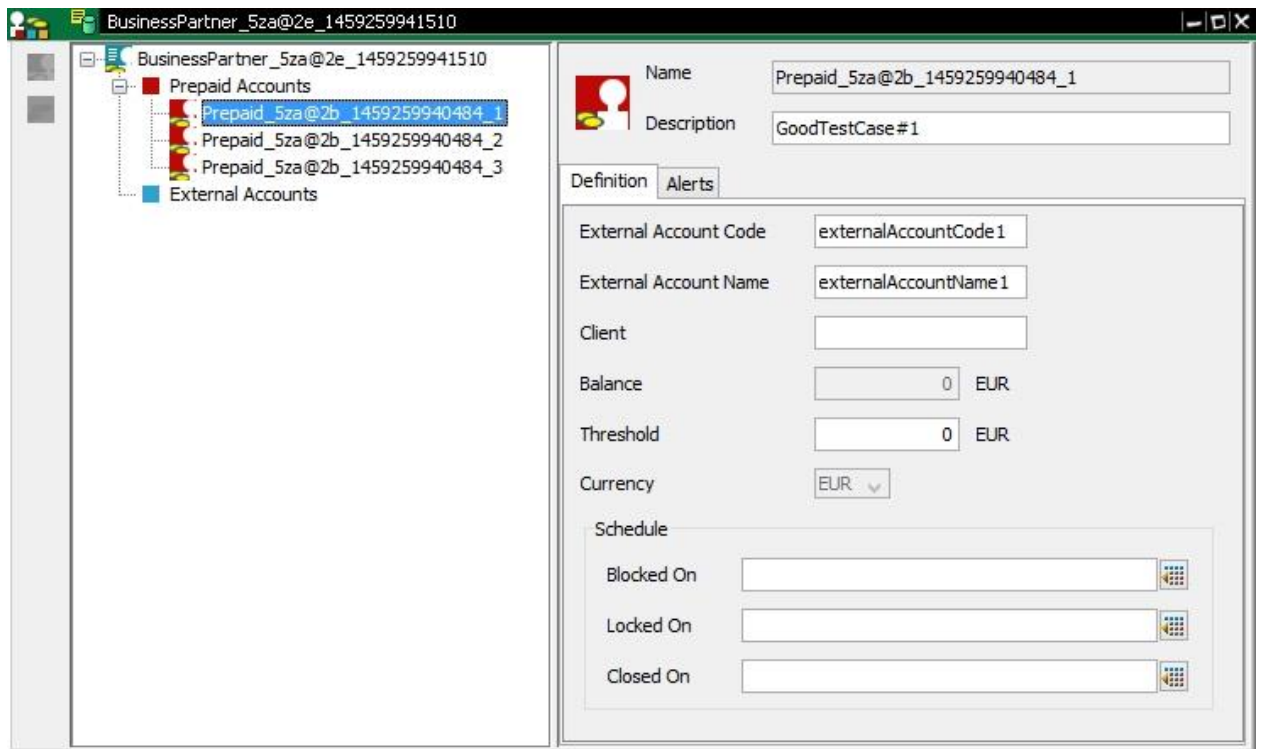 BusinessPartner_5za@2e_1459259941510
BusinessPartner_5za@2e_1459259941510
Prepaid Accounts
Prepaid_5za@2b_1459259940484_1
Prepaid_5za@2b_1459259940484_2
Prepaid_5za@2b_1459259940484_3
External Accounts
Name Prepaid_5za@2b_1459259940484_1
Description GoodTestCase#1
Definition Alerts
External Account Code externalAccountCode1
External Account Name externalAccountName1
Client
Balance 0 EUR
Threshold 0 EUR
Currency EUR
Schedule
Blocked On
Locked On
Closed On